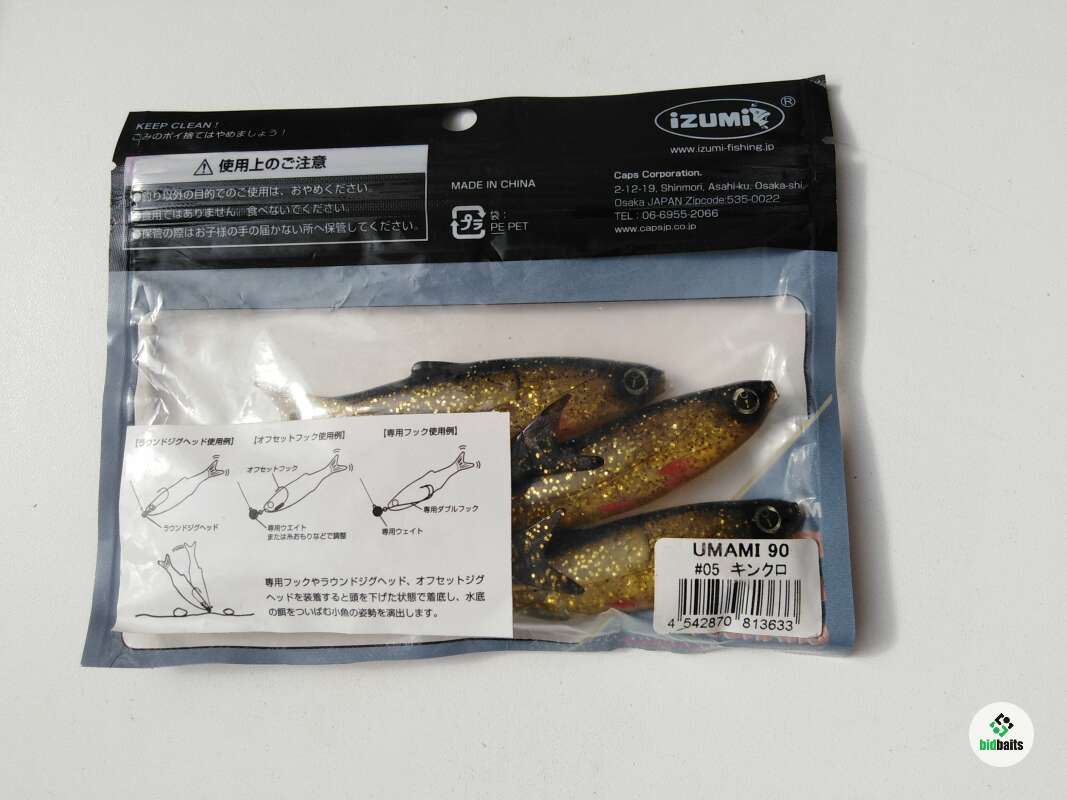 KEEP CLEAN !
ごみのポイ捨てはやめましょう!
⚠ 使用上のご注意
●釣り以外の目的でのご使用は、おやめください。
●食用ではありません。食べないでください。
●保管の際はお子様の手の届かない所へ保管してください。
MADE IN CHINA
プラ
袋:
PE PET
iZUMi ®
www.izumi-fishing.jp
Caps Corporation.
2-12-19, Shinmori, Asahi-ku, Osaka-shi,
Osaka JAPAN Zipcode:535-0022
TEL : 06-6955-2066
www.capsjp.co.jp
【ラウンドジグヘッド使用例】
ラウンドジグヘッド
【オフセットフック使用例】
オフセットフック
専用ウエイト
または糸おもりなどで調整
【専用フック使用例】
専用ダブルフック
専用ウェイト
専用フックやラウンドジグヘッド、オフセットジグ
ヘッドを装着すると頭を下げた状態で着底し、水底
の餌をついばむ小魚の姿勢を演出します。
UMAMI 90
#05 キンクロ
4 542870 813633
bidbaits